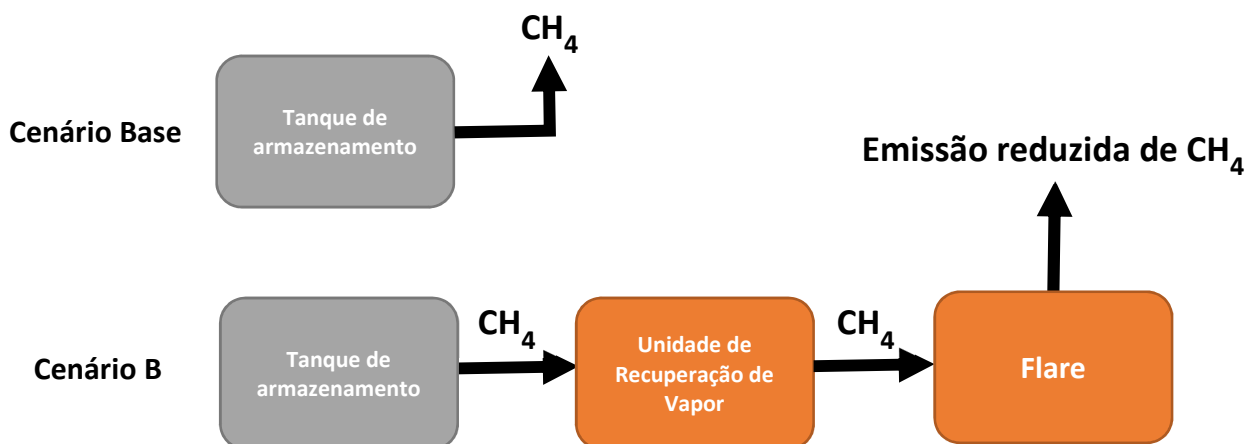 CH₄
Cenário Base
Tanque de
armazenamento
Emissão reduzida de CH₄
Cenário B
Tanque de
armazenamento
CH₄
Unidade de
Recuperação de
Vapor
CH₄
Flare